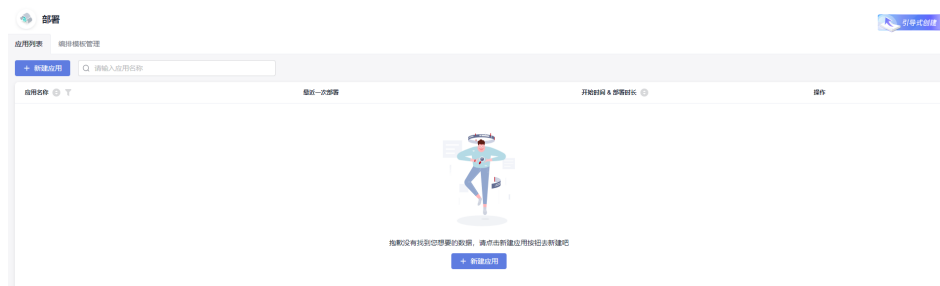 部署
引导式创建
应用列表 编排模板管理
+ 新建应用 请输入应用名称
应用名称 最近一次部署 开始时间 & 部署时长 操作
抱歉没有找到您想要的数据，请点击新建应用按钮去新建吧
+ 新建应用